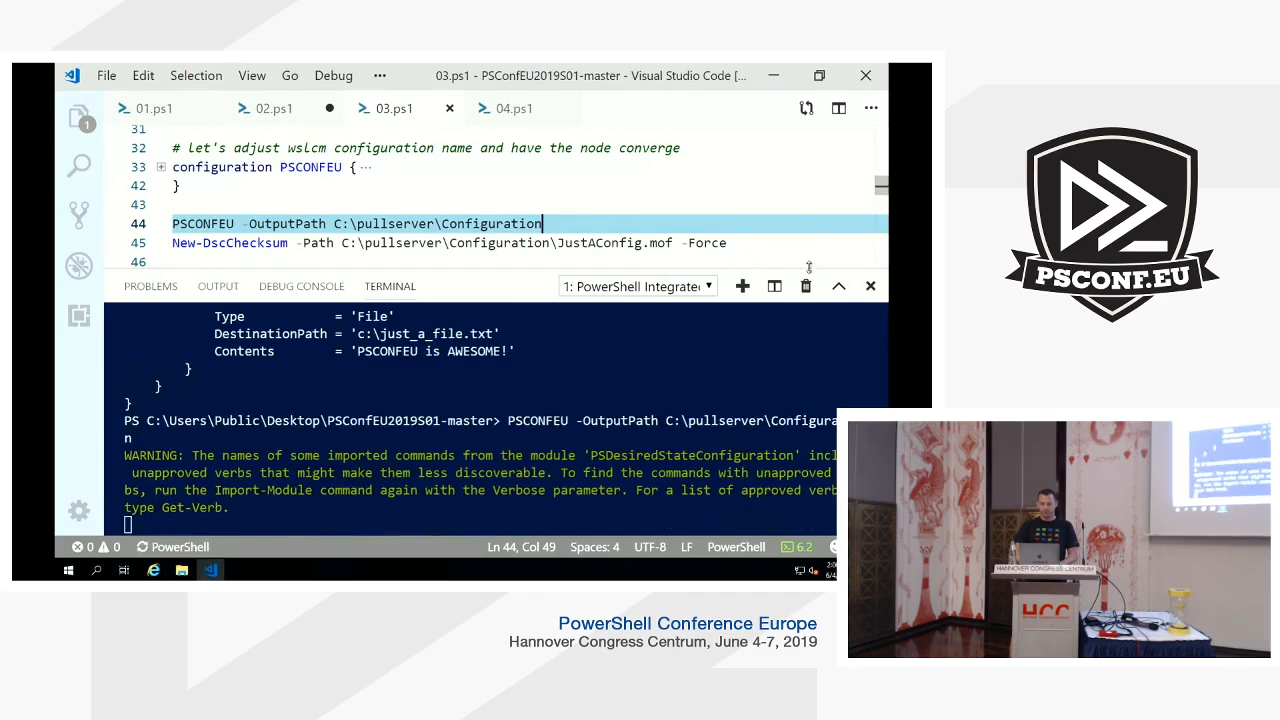 File Edit Selection View Go Debug ••• 03.ps1 - PSConfEU2019S01-master - Visual Studio Code [...
01.ps1 02.ps1 03.ps1 04.ps1
1
31
32 # let's adjust wslcm configuration name and have the node converge
33 configuration PSCONFEU { ···
42 }
43
44 PSCONFEU -OutputPath C:\pullserver\Configuration
45 New-DscChecksum -Path C:\pullserver\Configuration\JustAConfig.mof -Force
46
PROBLEMS OUTPUT DEBUG CONSOLE TERMINAL 1: PowerShell Integrate
Type = 'File'
DestinationPath = 'c:\just_a_file.txt'
Contents = 'PSCONFEU is AWESOME!'
}
}
}
PS C:\Users\Public\Desktop\PSConfEU2019S01-master> PSCONFEU -OutputPath C:\pullserver\Configura
n
WARNING: The names of some imported commands from the module 'PSDesiredStateConfiguration' incl
unapproved verbs that might make them less discoverable. To find the commands with unapproved
bs, run the Import-Module command again with the Verbose parameter. For a list of approved verb
type Get-Verb.
0 0 PowerShell Ln 44, Col 49 Spaces: 4 UTF-8 LF PowerShell 6.2
PSCONF.EU
HANNOVER CONGRESS CENTRUM
HCC
PowerShell Conference Europe
Hannover Congress Centrum, June 4-7, 2019